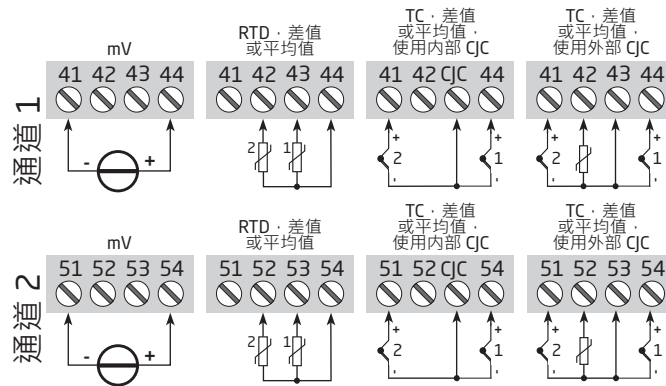 通道 1
mV
41 42 43 44
- +
RTD，差值
或平均值
41 42 43 44
2 1
TC，差值
或平均值，
使用内部 CJC
41 42 CJC 44
+ +
2 1
- -
TC，差值
或平均值，
使用外部 CJC
41 42 43 44
+ +
2 1
- -
通道 2
mV
51 52 53 54
- +
RTD，差值
或平均值
51 52 53 54
2 1
TC，差值
或平均值，
使用内部 CJC
51 52 CJC 54
+ +
2 1
- -
TC，差值
或平均值，
使用外部 CJC
51 52 53 54
+ +
2 1
- -